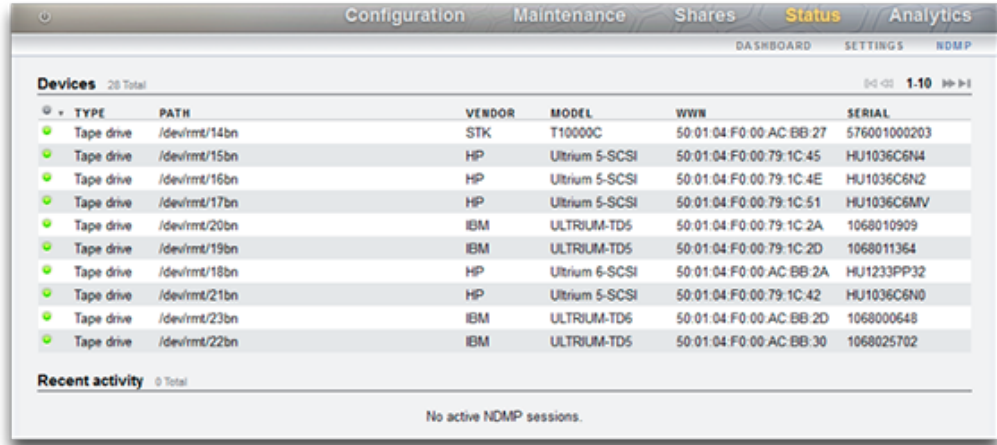 Configuration Maintenance Shares Status Analytics
DASHBOARD SETTINGS NDMP
Devices 28 Total 1-10
TYPE PATH VENDOR MODEL WWN SERIAL
Tape drive /dev/rmt/14bn STK T10000C 50:01:04:F0:00:AC:BB:27 576001000203
Tape drive /dev/rmt/15bn HP Ultrium 5-SCSI 50:01:04:F0:00:79:1C:45 HU1036C6N4
Tape drive /dev/rmt/16bn HP Ultrium 5-SCSI 50:01:04:F0:00:79:1C:4E HU1036C6N2
Tape drive /dev/rmt/17bn HP Ultrium 5-SCSI 50:01:04:F0:00:79:1C:51 HU1036C6MV
Tape drive /dev/rmt/20bn IBM ULTRIUM-TD5 50:01:04:F0:00:79:1C:2A 1068010909
Tape drive /dev/rmt/19bn IBM ULTRIUM-TD5 50:01:04:F0:00:79:1C:2D 1068011364
Tape drive /dev/rmt/18bn HP Ultrium 6-SCSI 50:01:04:F0:00:AC:BB:2A HU1233PP32
Tape drive /dev/rmt/21bn HP Ultrium 5-SCSI 50:01:04:F0:00:79:1C:42 HU1036C6N0
Tape drive /dev/rmt/23bn IBM ULTRIUM-TD6 50:01:04:F0:00:AC:BB:2D 1068000648
Tape drive /dev/rmt/22bn IBM ULTRIUM-TD5 50:01:04:F0:00:AC:BB:30 1068025702
Recent activity 0 Total
No active NDMP sessions.